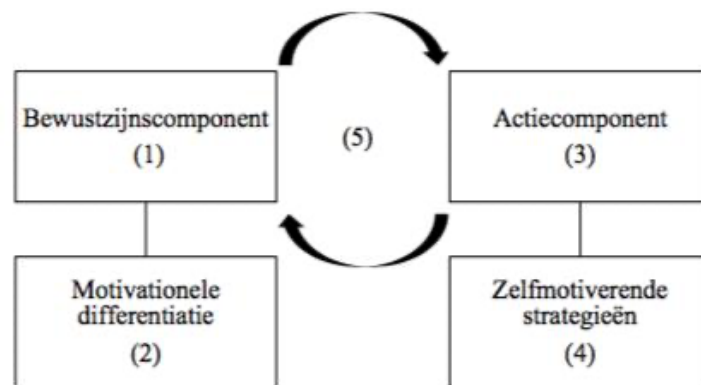 Bewustzijnscomponent
(1)
(5)
Actiecomponent
(3)
Motivationele
differentiatie
(2)
Zelfmotiverende
strategieën
(4)